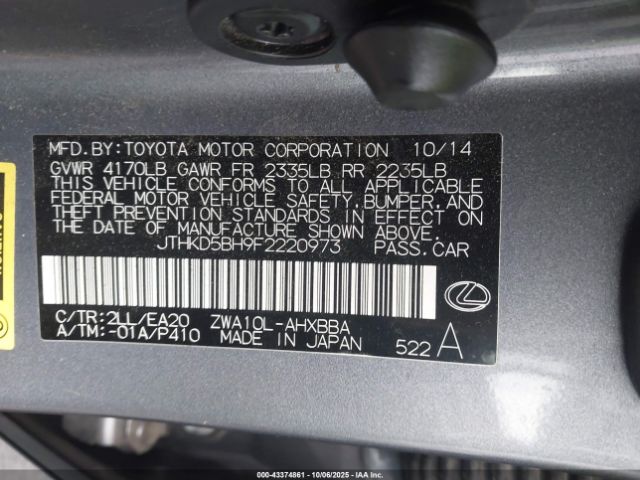 MFD.BY:TOYOTA MOTOR CORPORATION 10/14
GVWR 4170LB GAWR FR 2335LB RR 2235LB
THIS VEHICLE CONFORMS TO ALL APPLICABLE
FEDERAL MOTOR VEHICLE SAFETY,BUMPER,AND
THEFT PREVENTION STANDARDS IN EFFECT ON
THE DATE OF MANUFACTURE SHOWN ABOVE.
JTHKD5BH9F2220973 PASS.CAR
C/TR:2LL/EA20 ZWA10L-AHXBBA
A/TM:-01A/P410 MADE IN JAPAN 522 A
000-43374861 | 10/06/2025 | IAAI.com